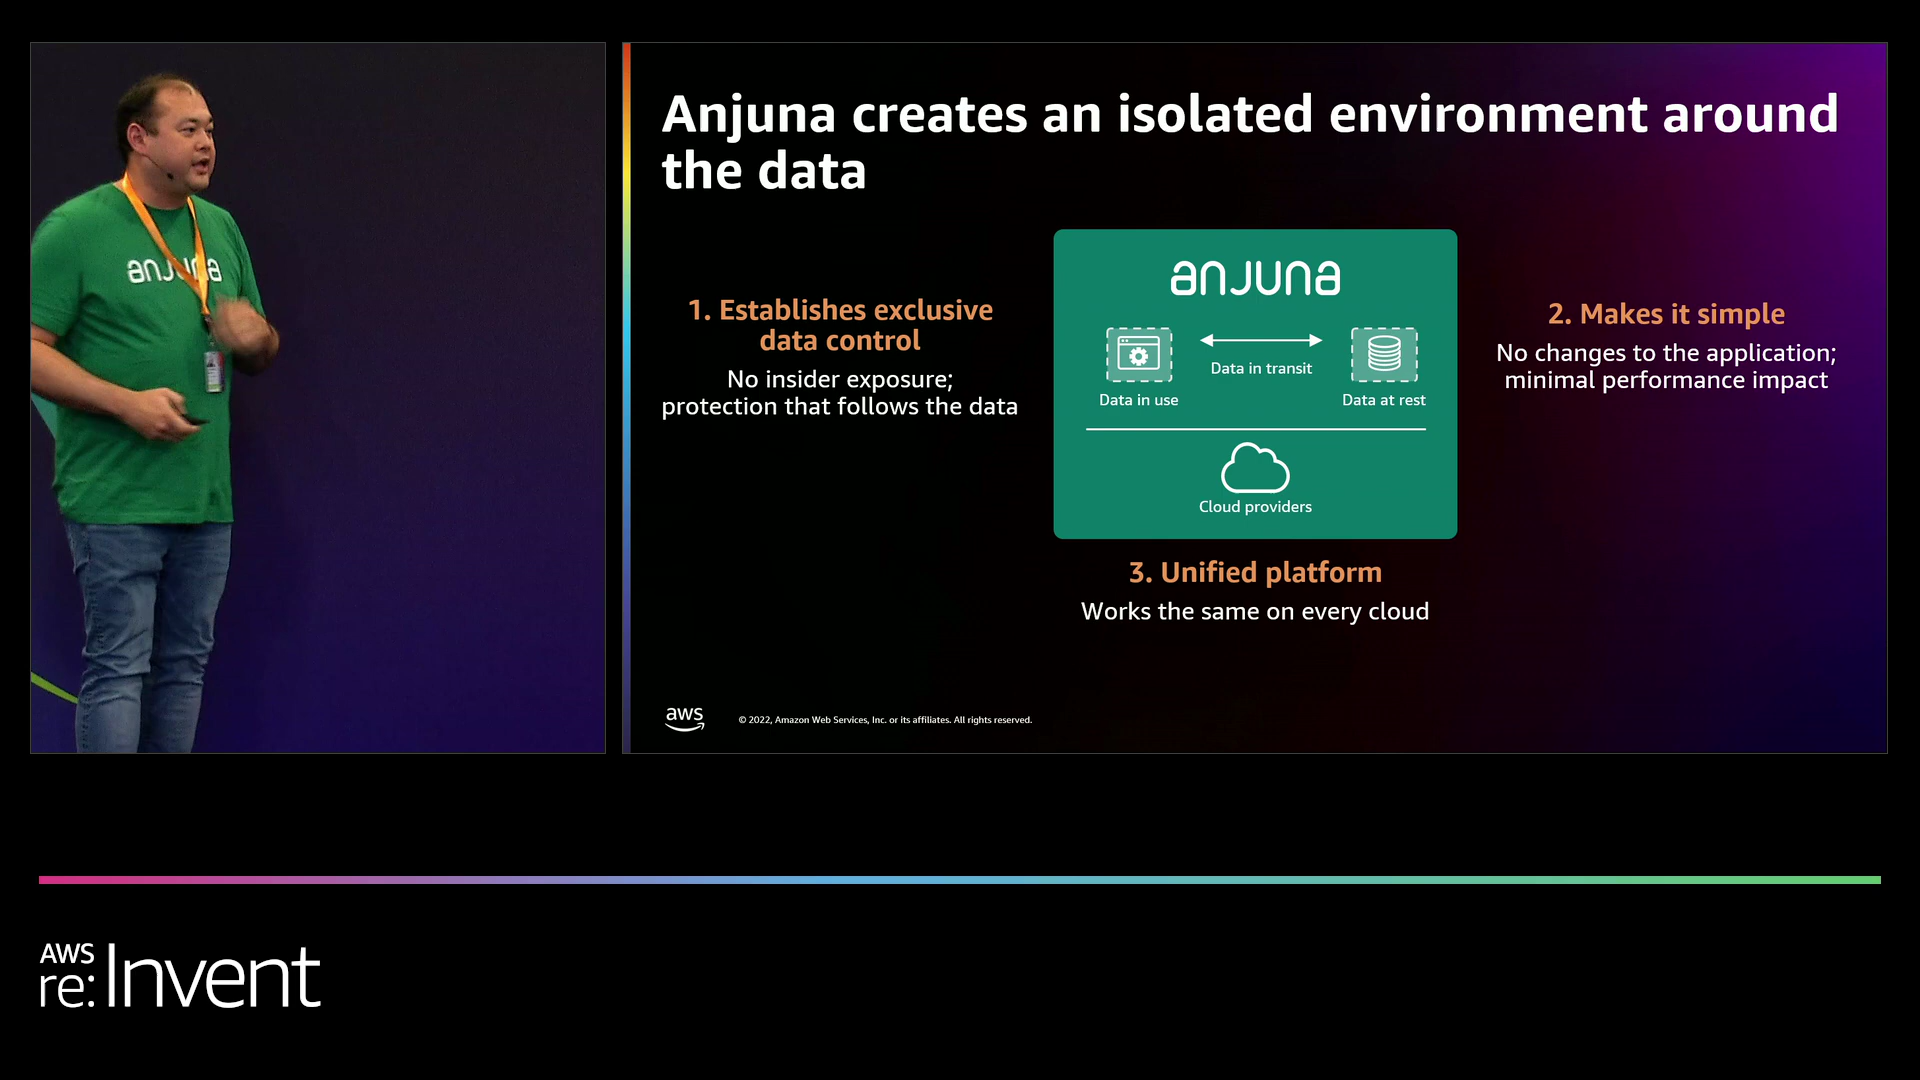 anjuna
Anjuna creates an isolated environment around
the data
1. Establishes exclusive
data control
No insider exposure;
protection that follows the data
anjuna
Data in transit
Data in use
Data at rest
Cloud providers
2. Makes it simple
No changes to the application;
minimal performance impact
3. Unified platform
Works the same on every cloud
aws
© 2022, Amazon Web Services, Inc. or its affiliates. All rights reserved.
AWS
re:Invent